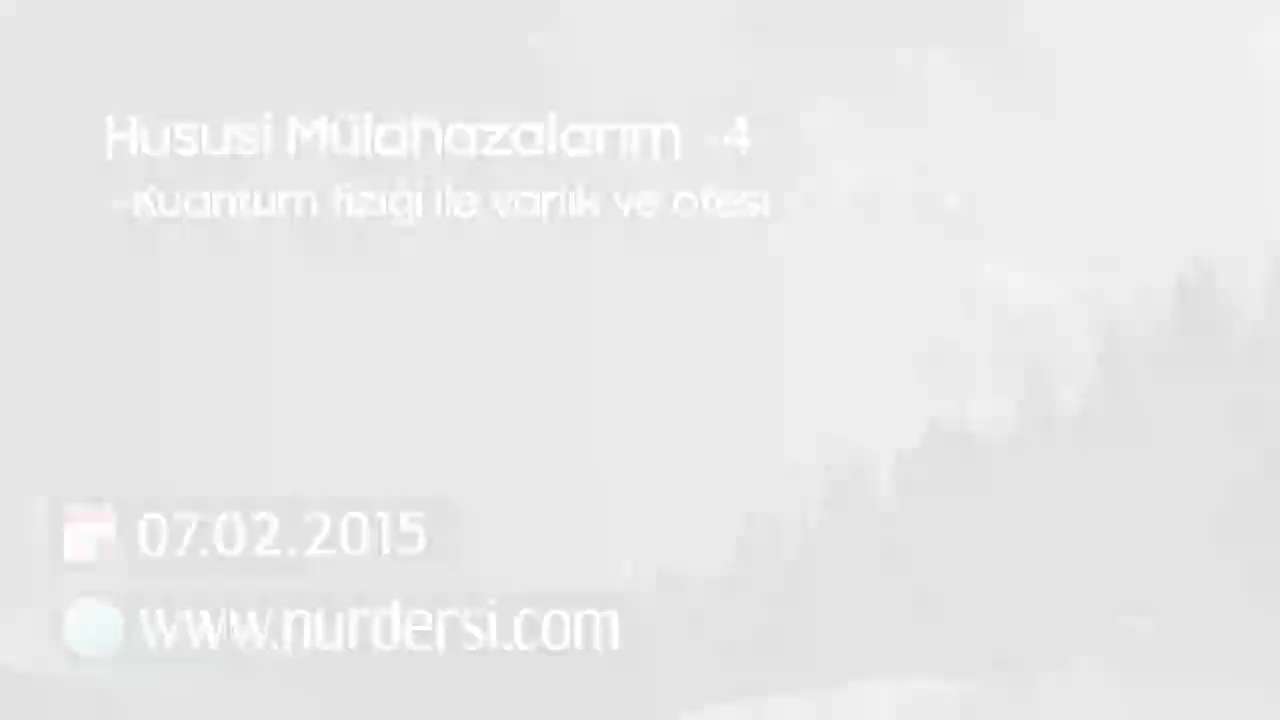 Hususi Mülahazalarım -4
-Kuantum fiziği ile varlık ve ötesi
07.02.2015
www.nurdersi.com